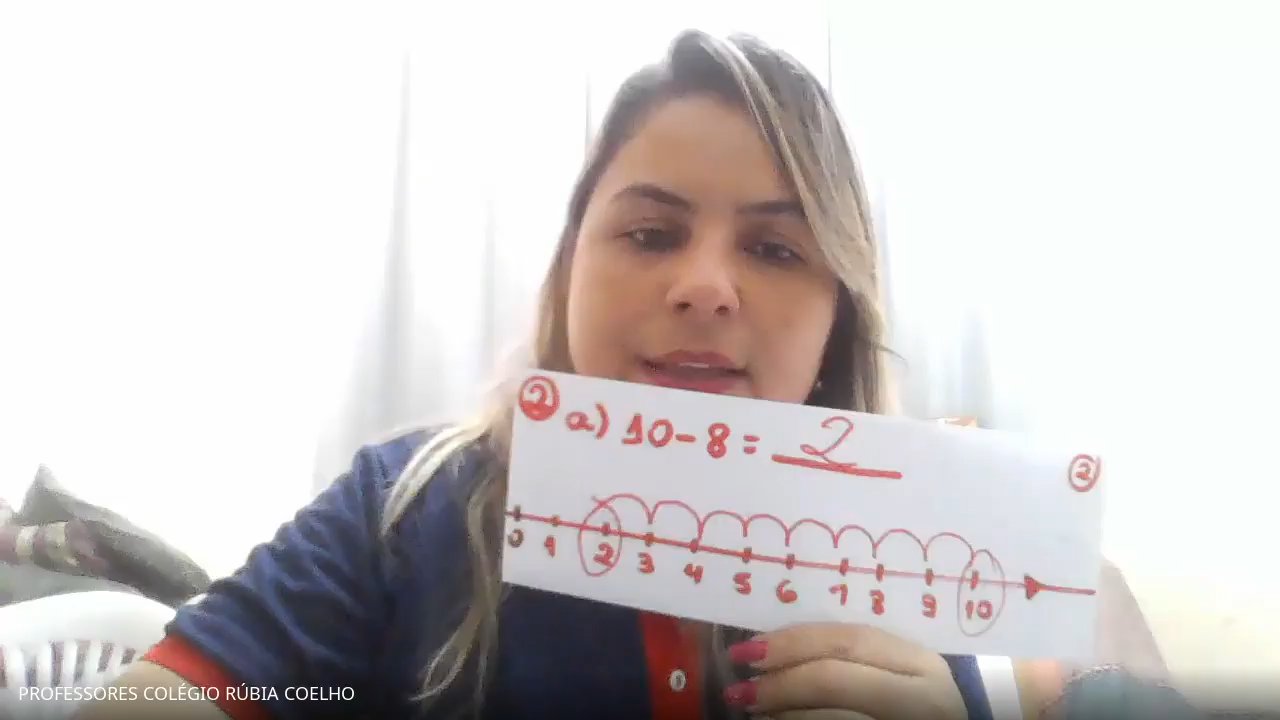 2 a) 10-8 = 2
2
0 1 2 3 4 5 6 7 8 9 10
PROFESSORES COLÉGIO RÚBIA COELHO